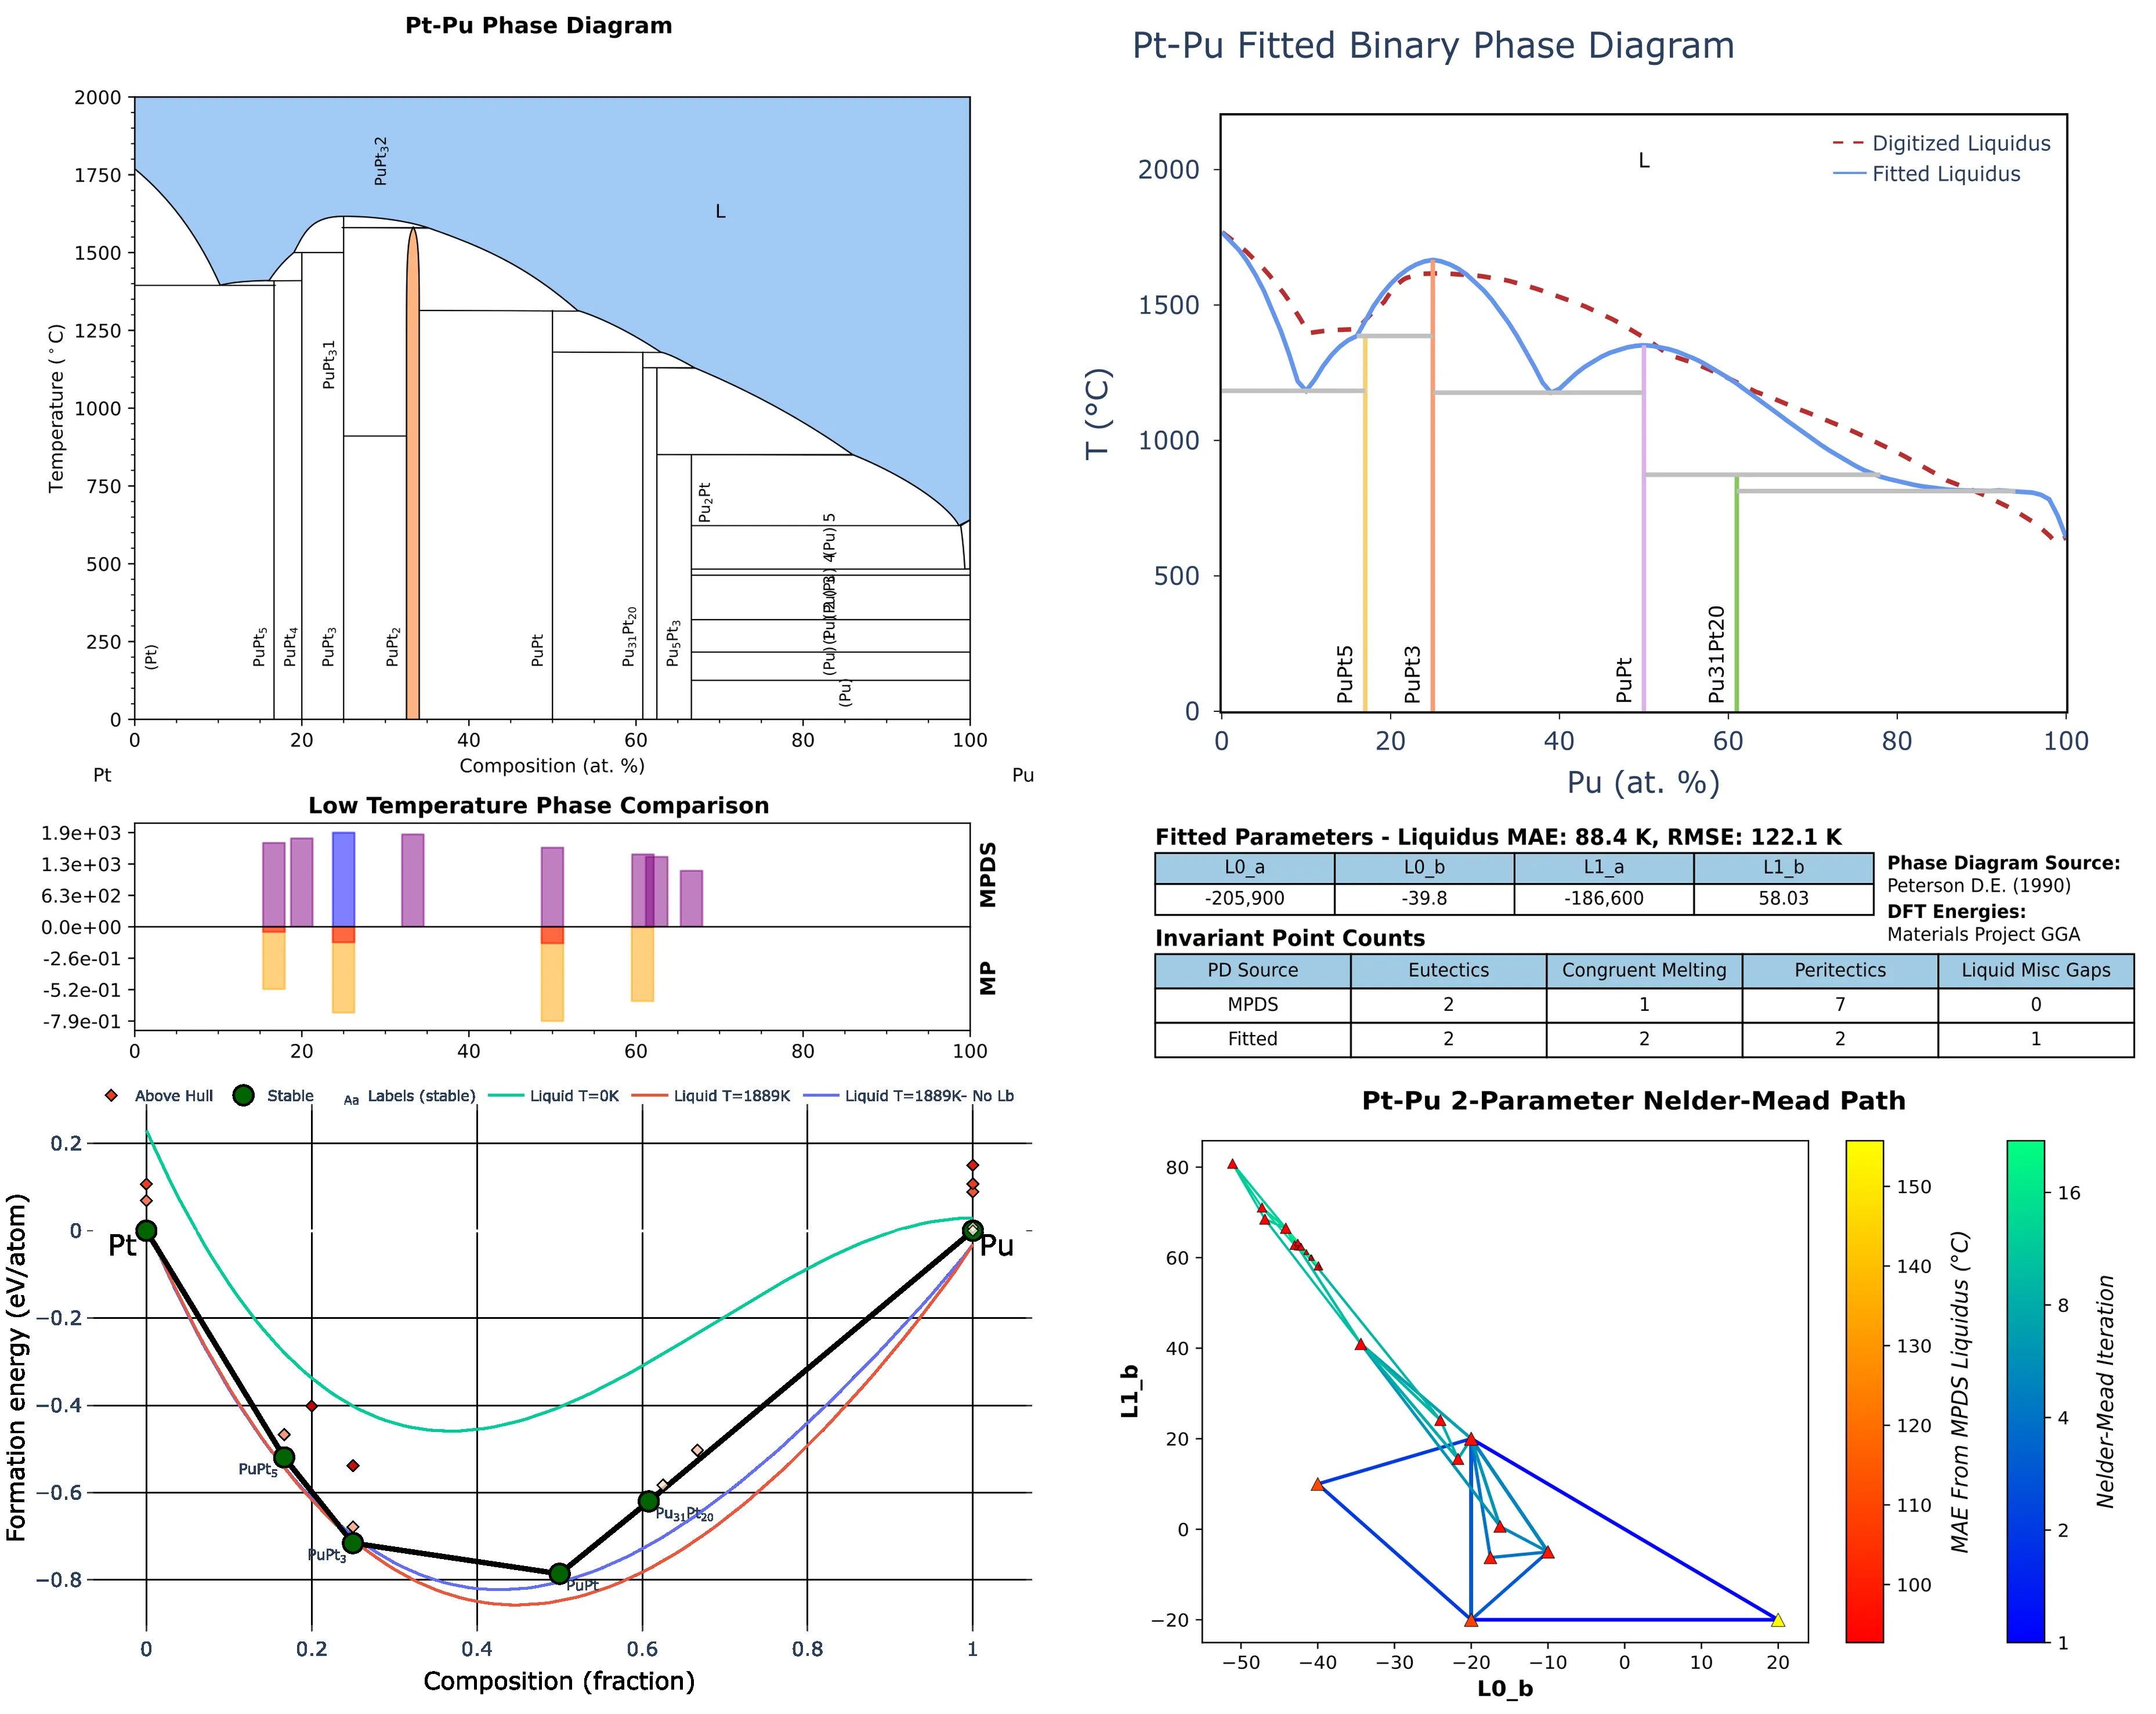 Pt-Pu Phase Diagram
2000
1750
1500
1250
1000
750
500
250
0
Temperature (°C)
PuPt₃2
L
PuPt₃1
Pu₂Pt
(Pt)
PuPt₅
PuPt₄
PuPt₃
PuPt₂
PuPt
Pu₃₁Pt₂₀
Pu₅Pt₃
(Pu) 5
(Pu)
0 20 40 60 80 100
Composition (at. %)
Pt
Pu
Pt-Pu Fitted Binary Phase Diagram
L
Digitized Liquidus
Fitted Liquidus
2000
1500
1000
500
0
T (°C)
PuPt5
PuPt3
PuPt
Pu31Pt20
0 20 40 60 80 100
Pu (at. %)
Low Temperature Phase Comparison
1.9e+03
1.3e+03
6.3e+02
0.0e+00
-2.6e-01
-5.2e-01
-7.9e-01
MPDS
MP
0 20 40 60 80 100
Fitted Parameters - Liquidus MAE: 88.4 K, RMSE: 122.1 K
L0_a L0_b L1_a L1_b
-205,900 -39.8 -186,600 58.03
Phase Diagram Source:
Peterson D.E. (1990)
DFT Energies:
Materials Project GGA
Invariant Point Counts
PD Source Eutectics Congruent Melting Peritectics Liquid Misc Gaps
MPDS 2 1 7 0
Fitted 2 2 2 1
Above Hull Stable Aa Labels (stable) Liquid T=0K Liquid T=1889K Liquid T=1889K- No Lb
0.2
0
−0.2
−0.4
−0.6
−0.8
Formation energy (eV/atom)
Pt
Pu
PuPt₅
PuPt₃
PuPt
Pu₃₁Pt₂₀
0 0.2 0.4 0.6 0.8 1
Composition (fraction)
Pt-Pu 2-Parameter Nelder-Mead Path
80
60
40
20
0
−20
L1_b
−50 −40 −30 −20 −10 0 10 20
L0_b
150
140
130
120
110
100
MAE From MPDS Liquidus (°C)
16
8
4
2
1
Nelder-Mead Iteration